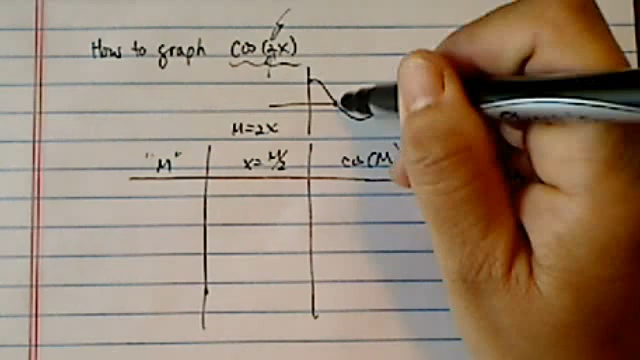 How to graph cos(2x)
M=2x
"M" x=M/2 cos(M